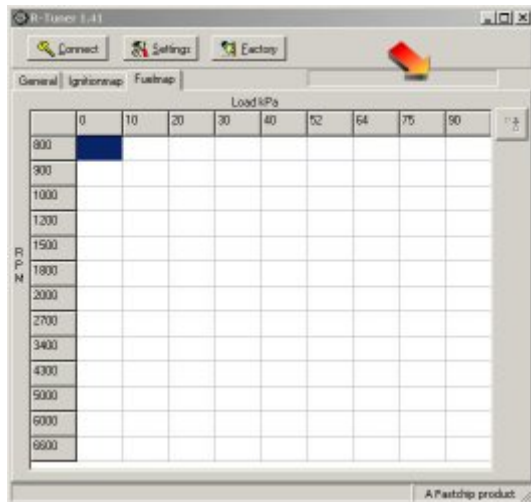 R-Tuner 1.41
Connect Settings Factory
General Ignitionmap Fuelmap
Load kPa
0 10 20 30 40 52 64 75 90
RPM
800
900
1000
1200
1500
1800
2000
2700
3400
4300
5000
6000
6600
A Fastchip product